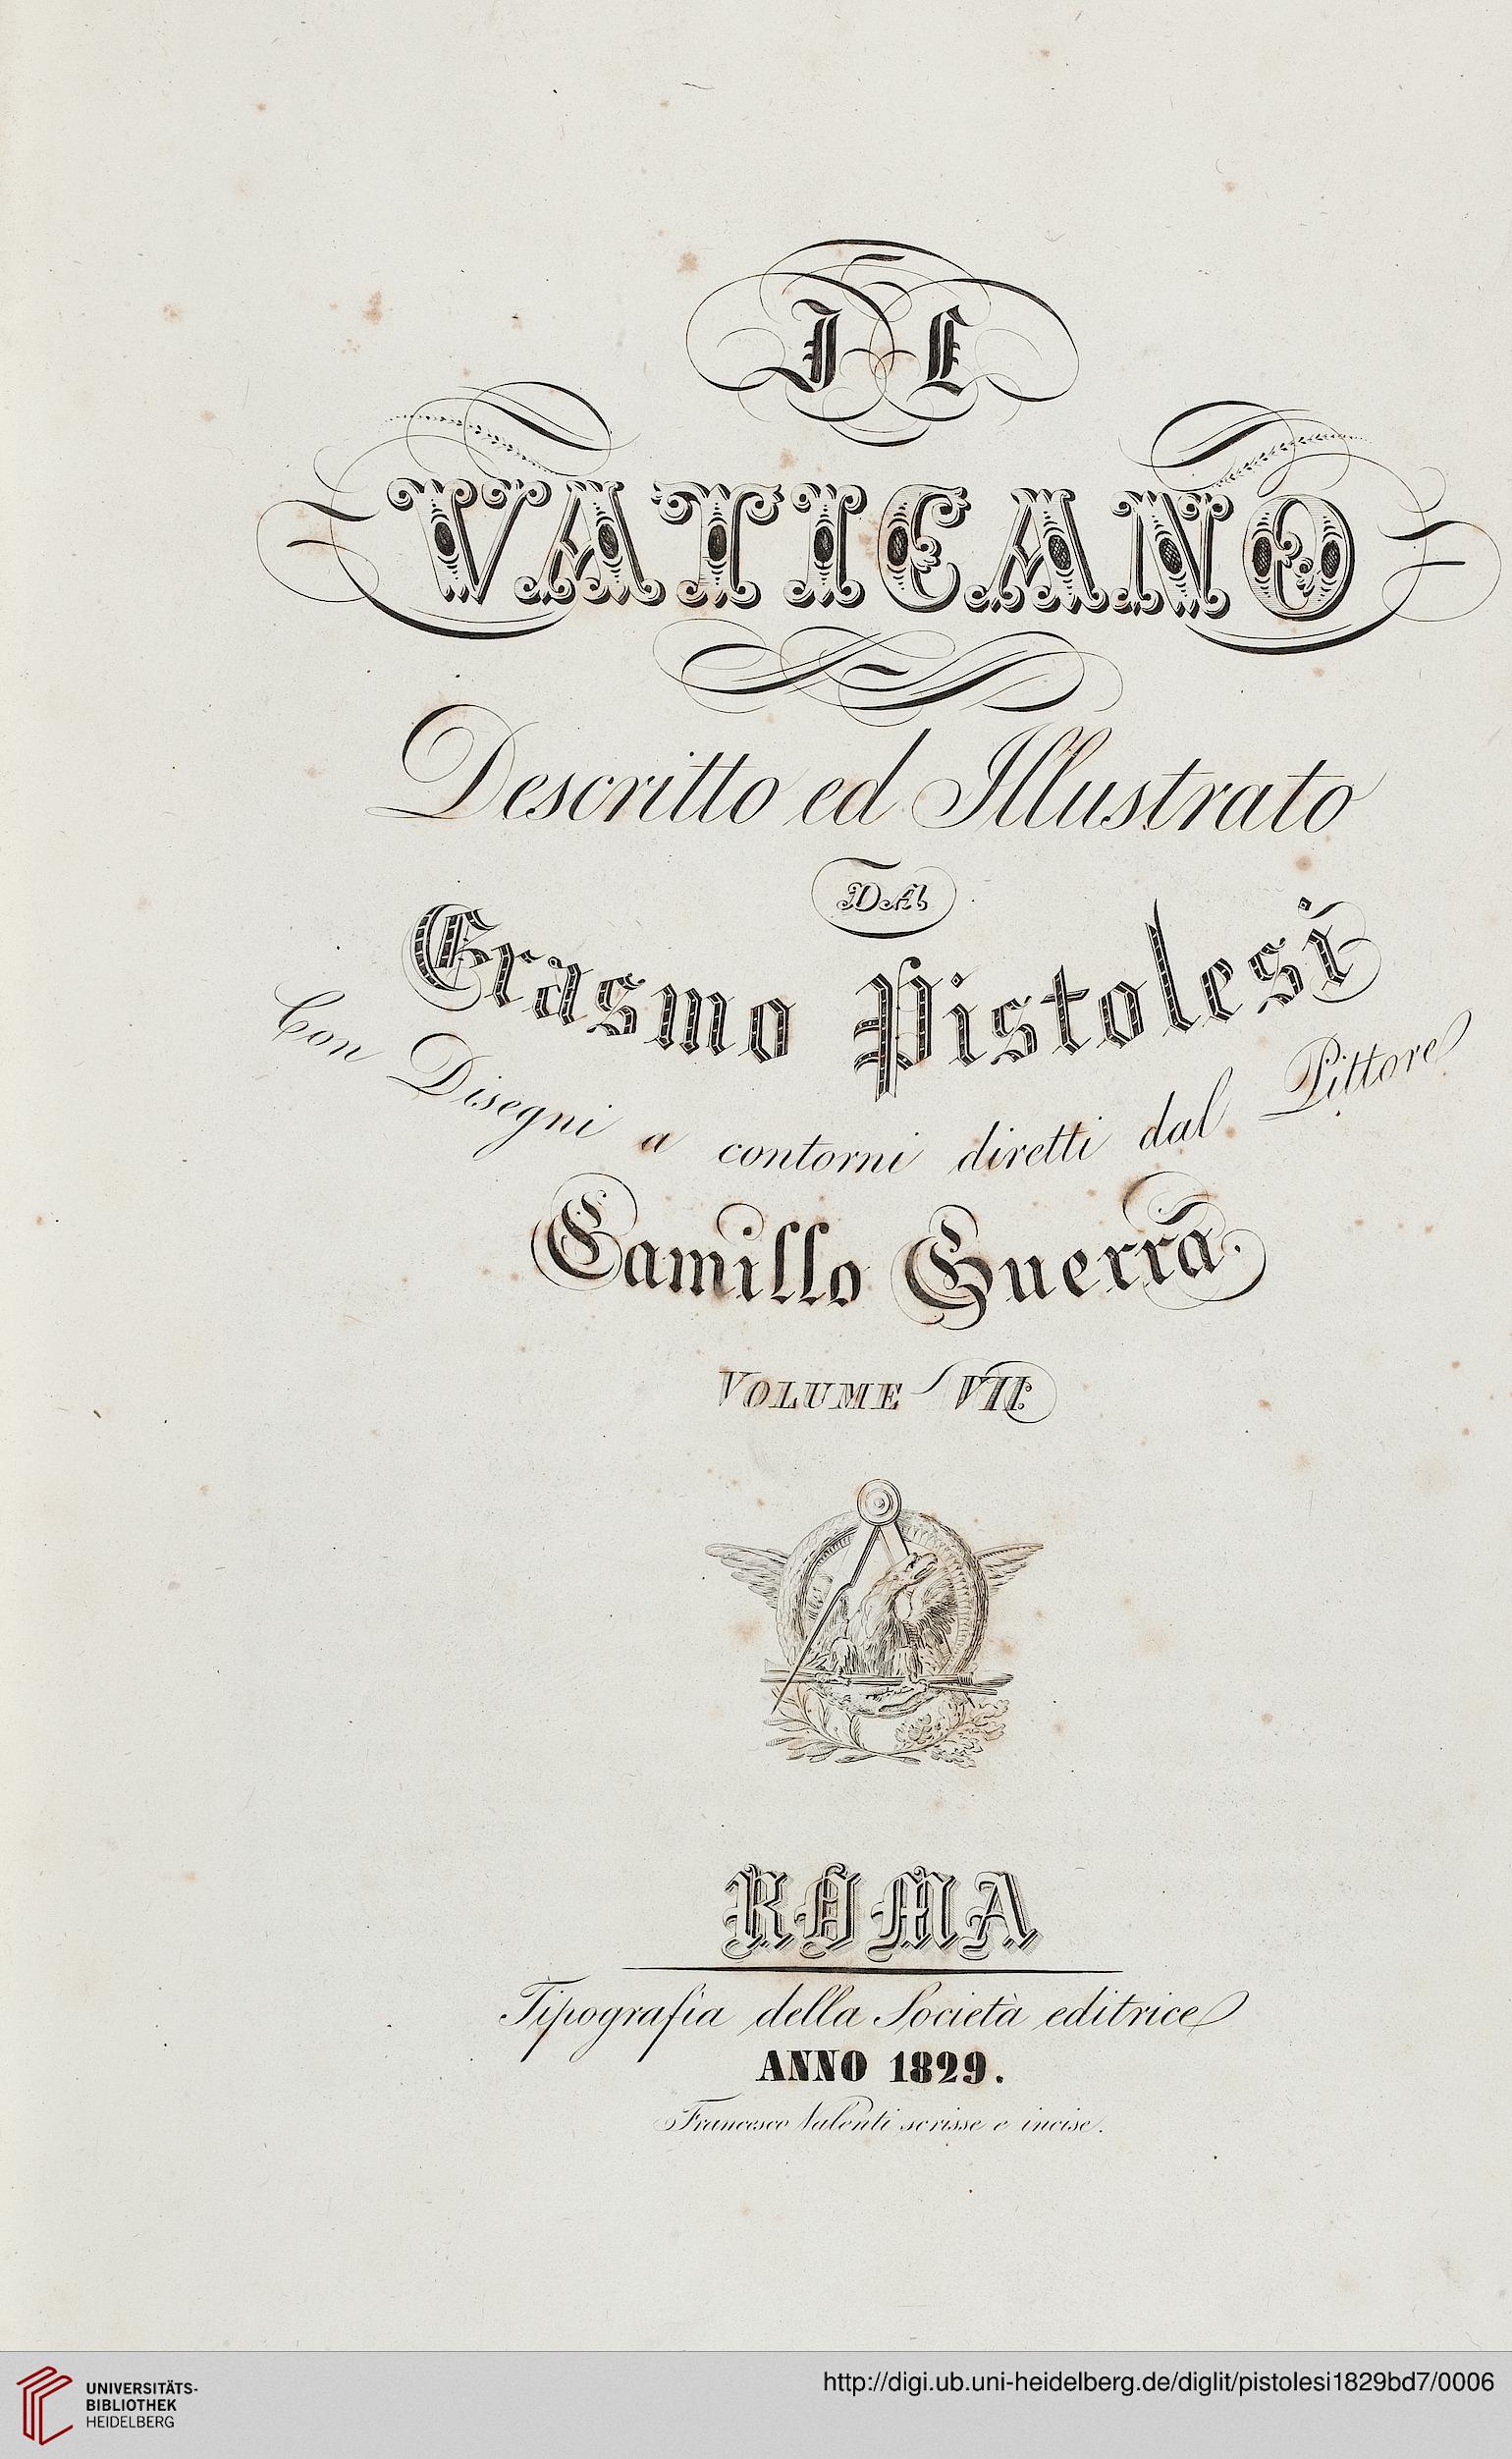 IL
VATICANO
Descritto ed Illustrato
DA
Erasmo Pistolesi
Con Disegni a contorni diretti dal Pittore
Camillo Guerra.
VOLUME VII.
ROMA
Tipografia della Società editrice
ANNO 1829.
Francesco Valenti scrisse e incise.
UNIVERSITÄTS-
BIBLIOTHEK
HEIDELBERG
http://digi.ub.uni-heidelberg.de/diglit/pistolesi1829bd7/0006